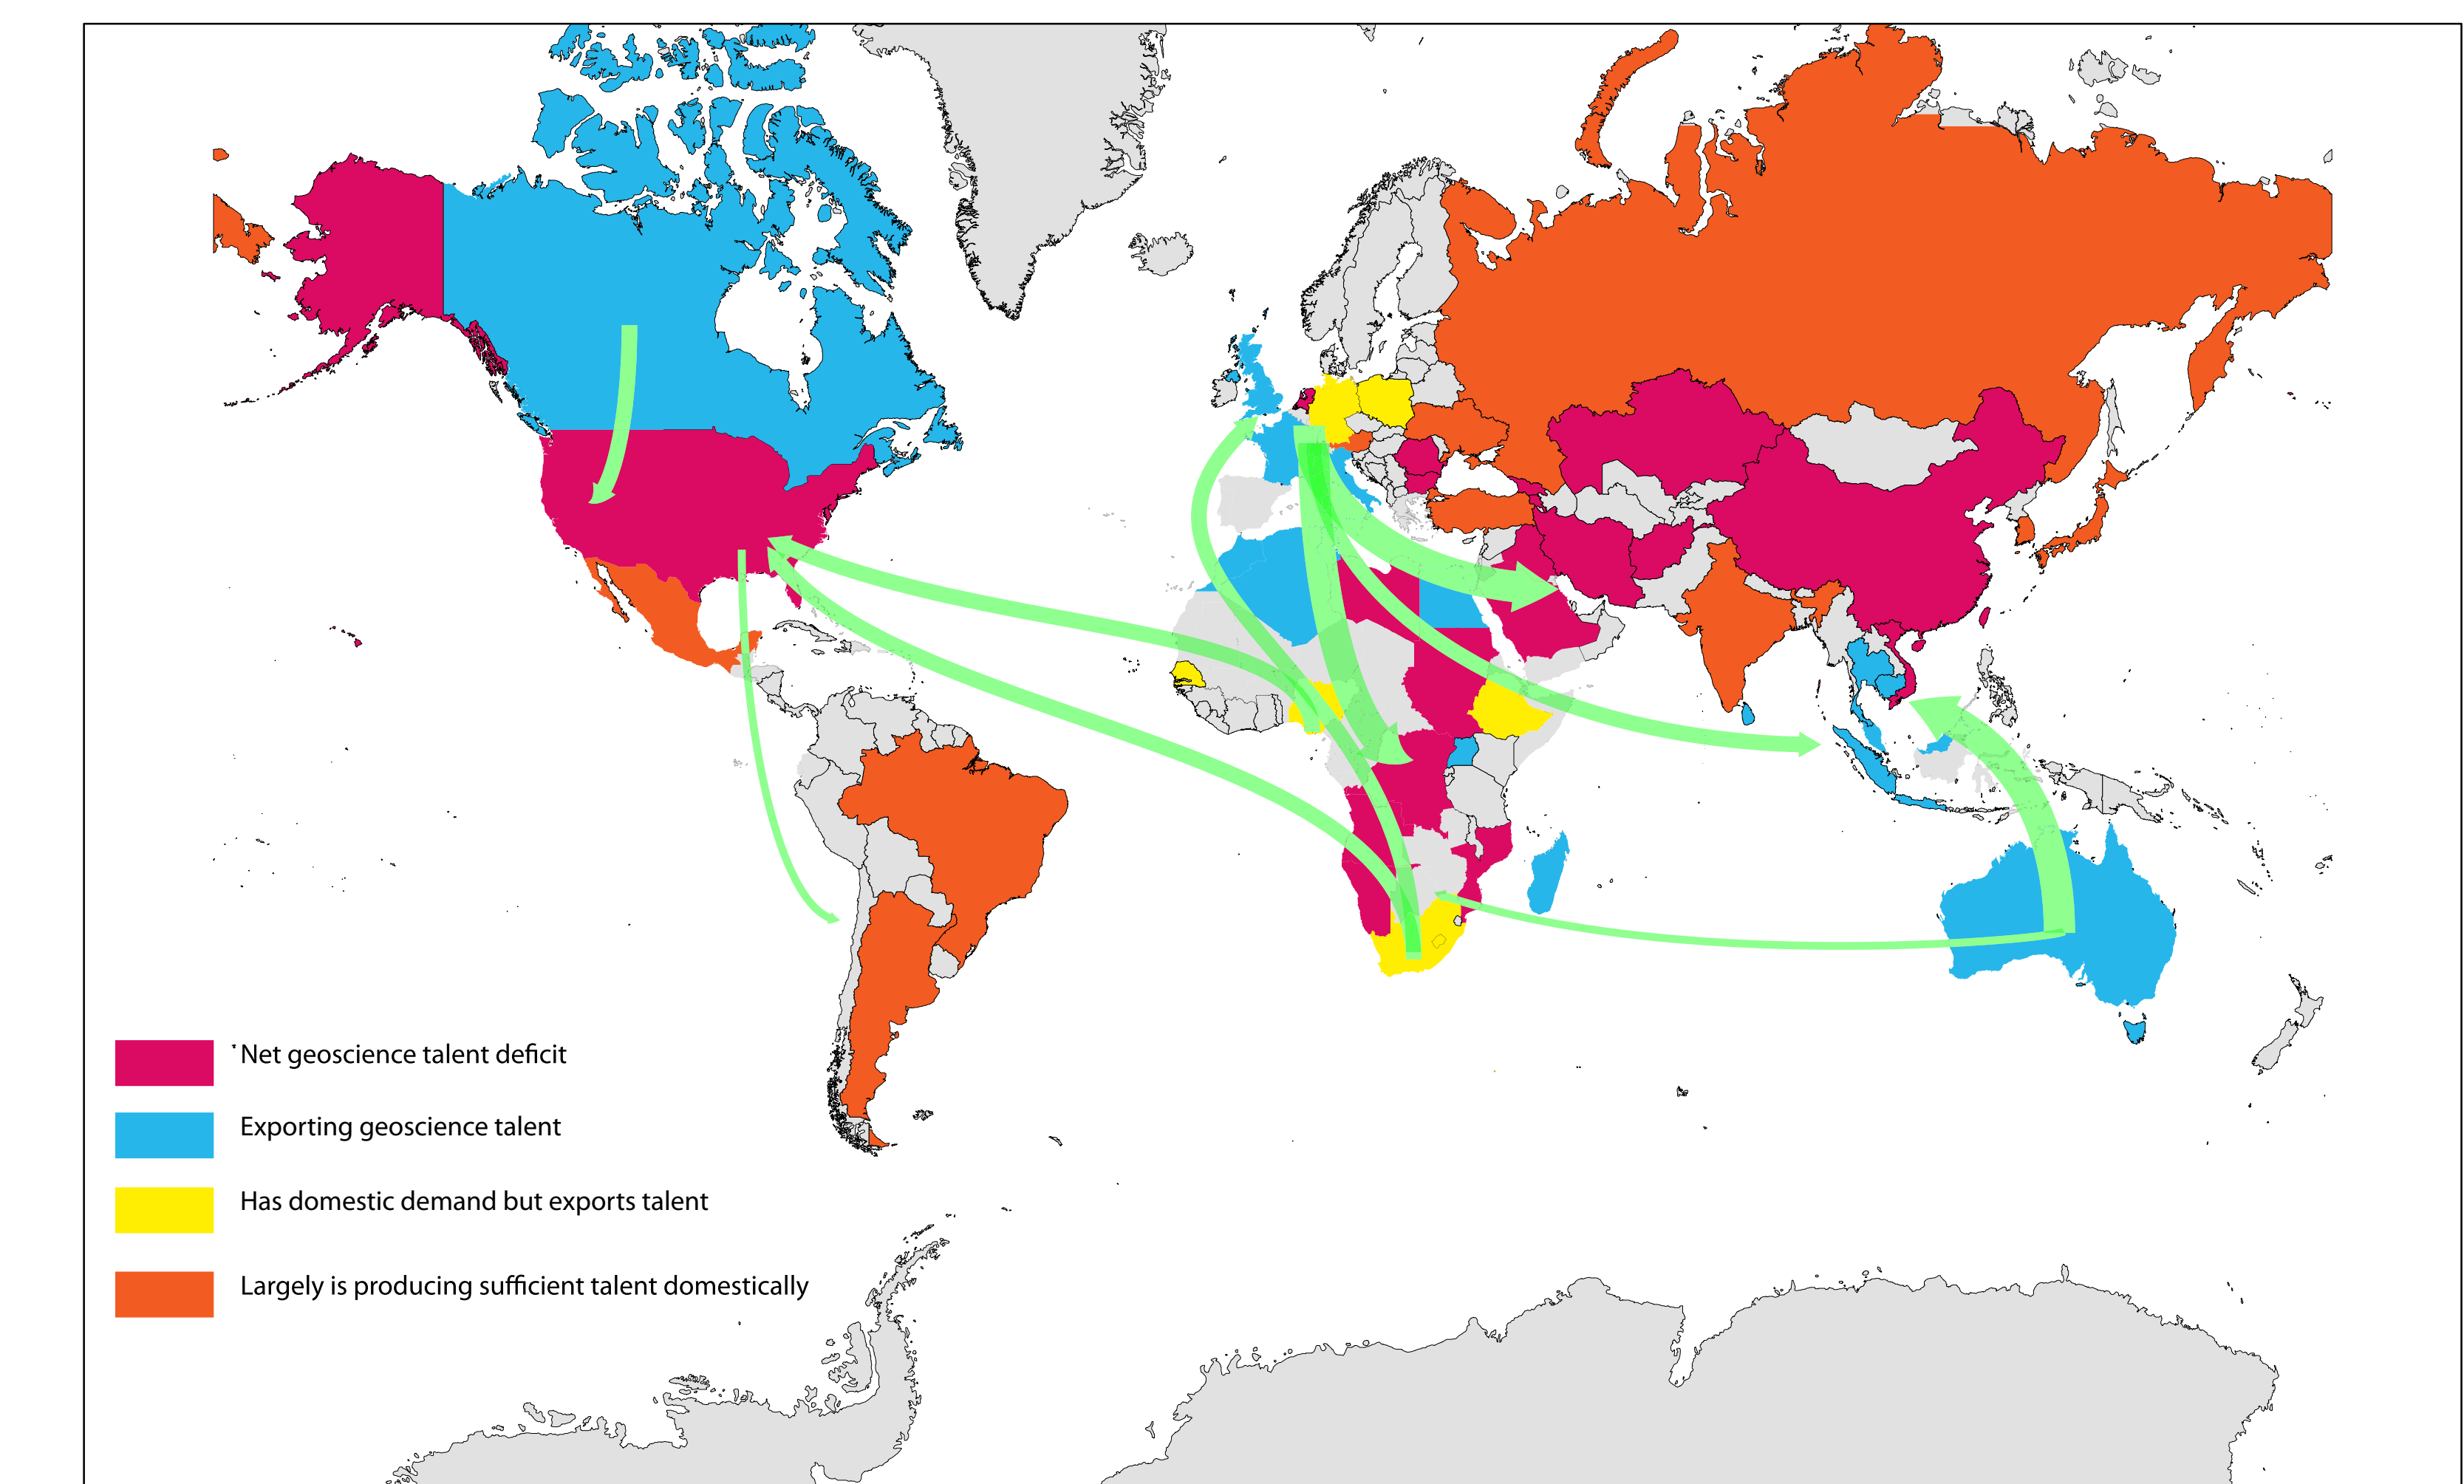 Net geoscience talent deficit
Exporting geoscience talent
Has domestic demand but exports talent
Largely is producing sufficient talent domestically